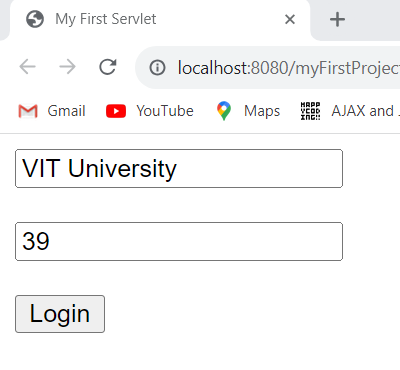 My First Servlet
localhost:8080/myFirstProjec
Gmail YouTube Maps AJAX and
VIT University
39
Login